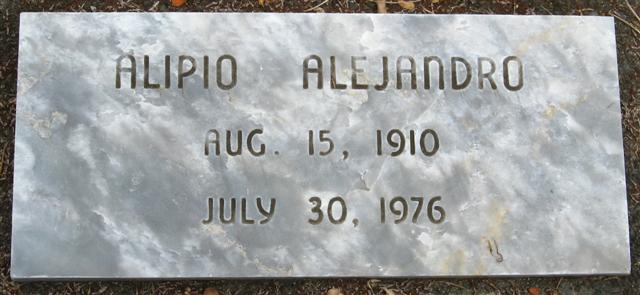 ALIPIO ALEJANDRO
AUG. 15, 1910
JULY 30, 1976